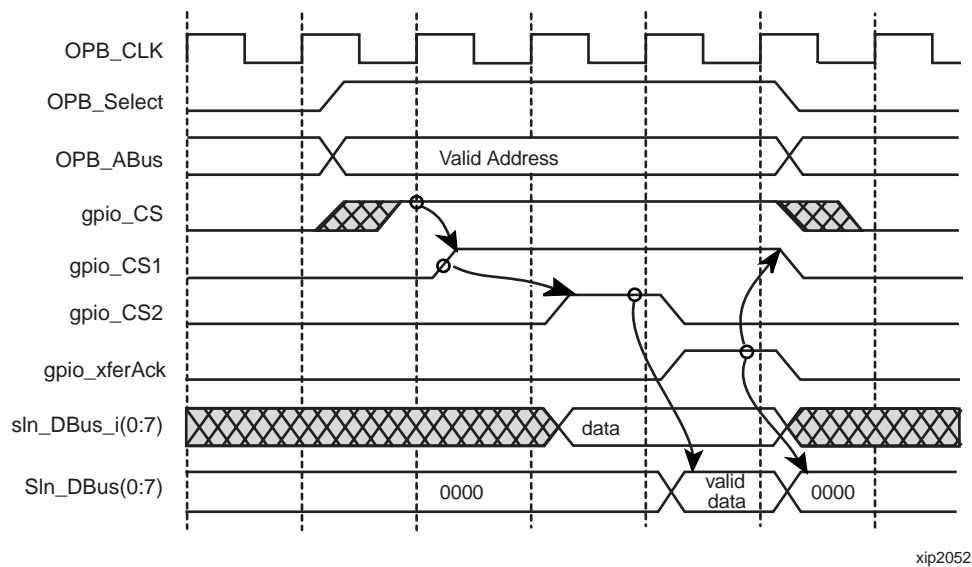 OPB_CLK
OPB_Select
OPB_ABus
Valid Address
gpio_CS
gpio_CS1
gpio_CS2
gpio_xferAck
sln_DBus_i(0:7)
data
Sln_DBus(0:7)
0000
valid
data
0000
xip2052